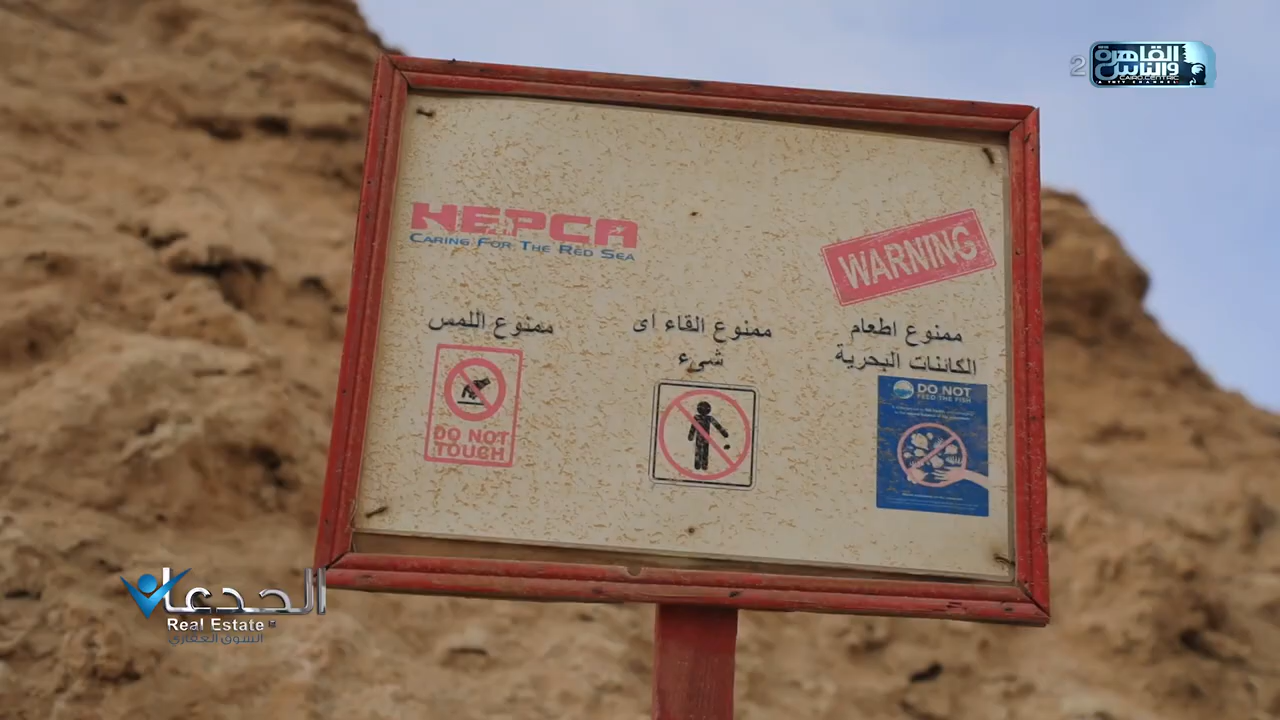 2
القاهرة
والناس
HEPCA
CARING FOR THE RED SEA
WARNING
ممنوع اللمس
ممنوع القاء أى
شىء
ممنوع اطعام
الكائنات البحرية
DO NOT
TOUCH
DO NOT
FEED THE FISH
الجدعان
Real Estate
السوق العقاري